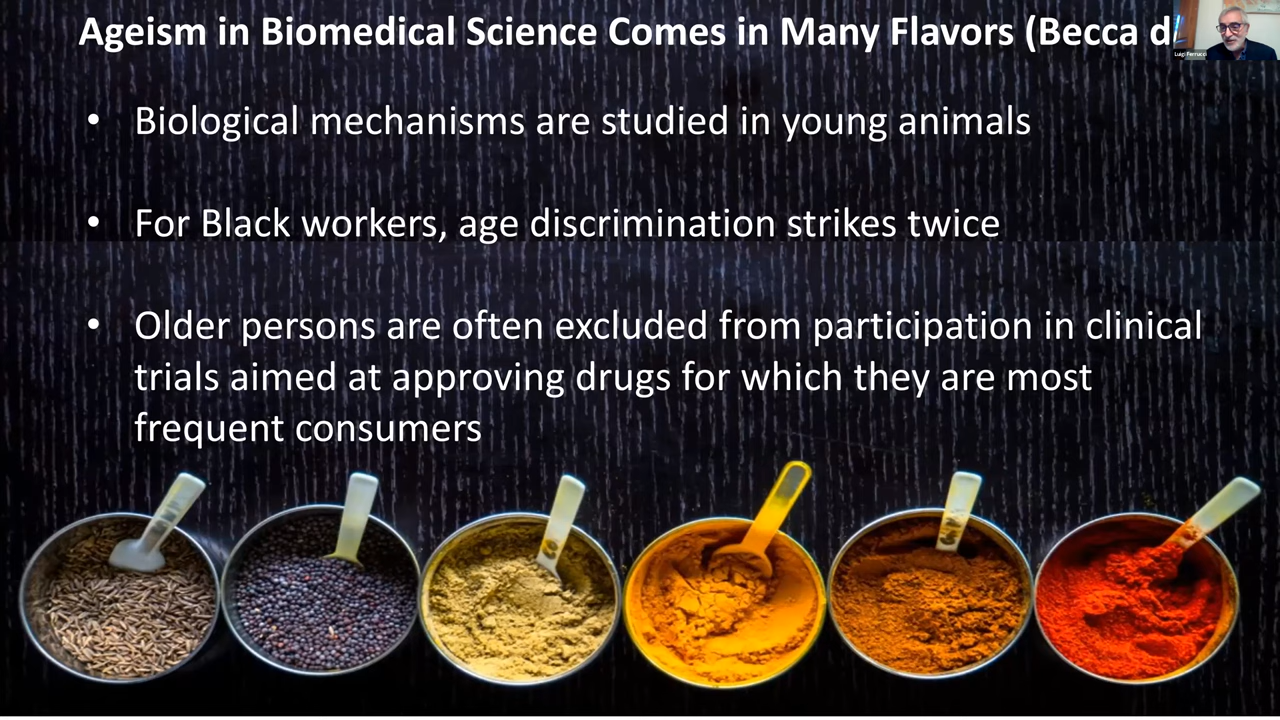 Ageism in Biomedical Science Comes in Many Flavors (Becca d
• Biological mechanisms are studied in young animals
• For Black workers, age discrimination strikes twice
• Older persons are often excluded from participation in clinical
trials aimed at approving drugs for which they are most
frequent consumers
Luigi Ferrucci